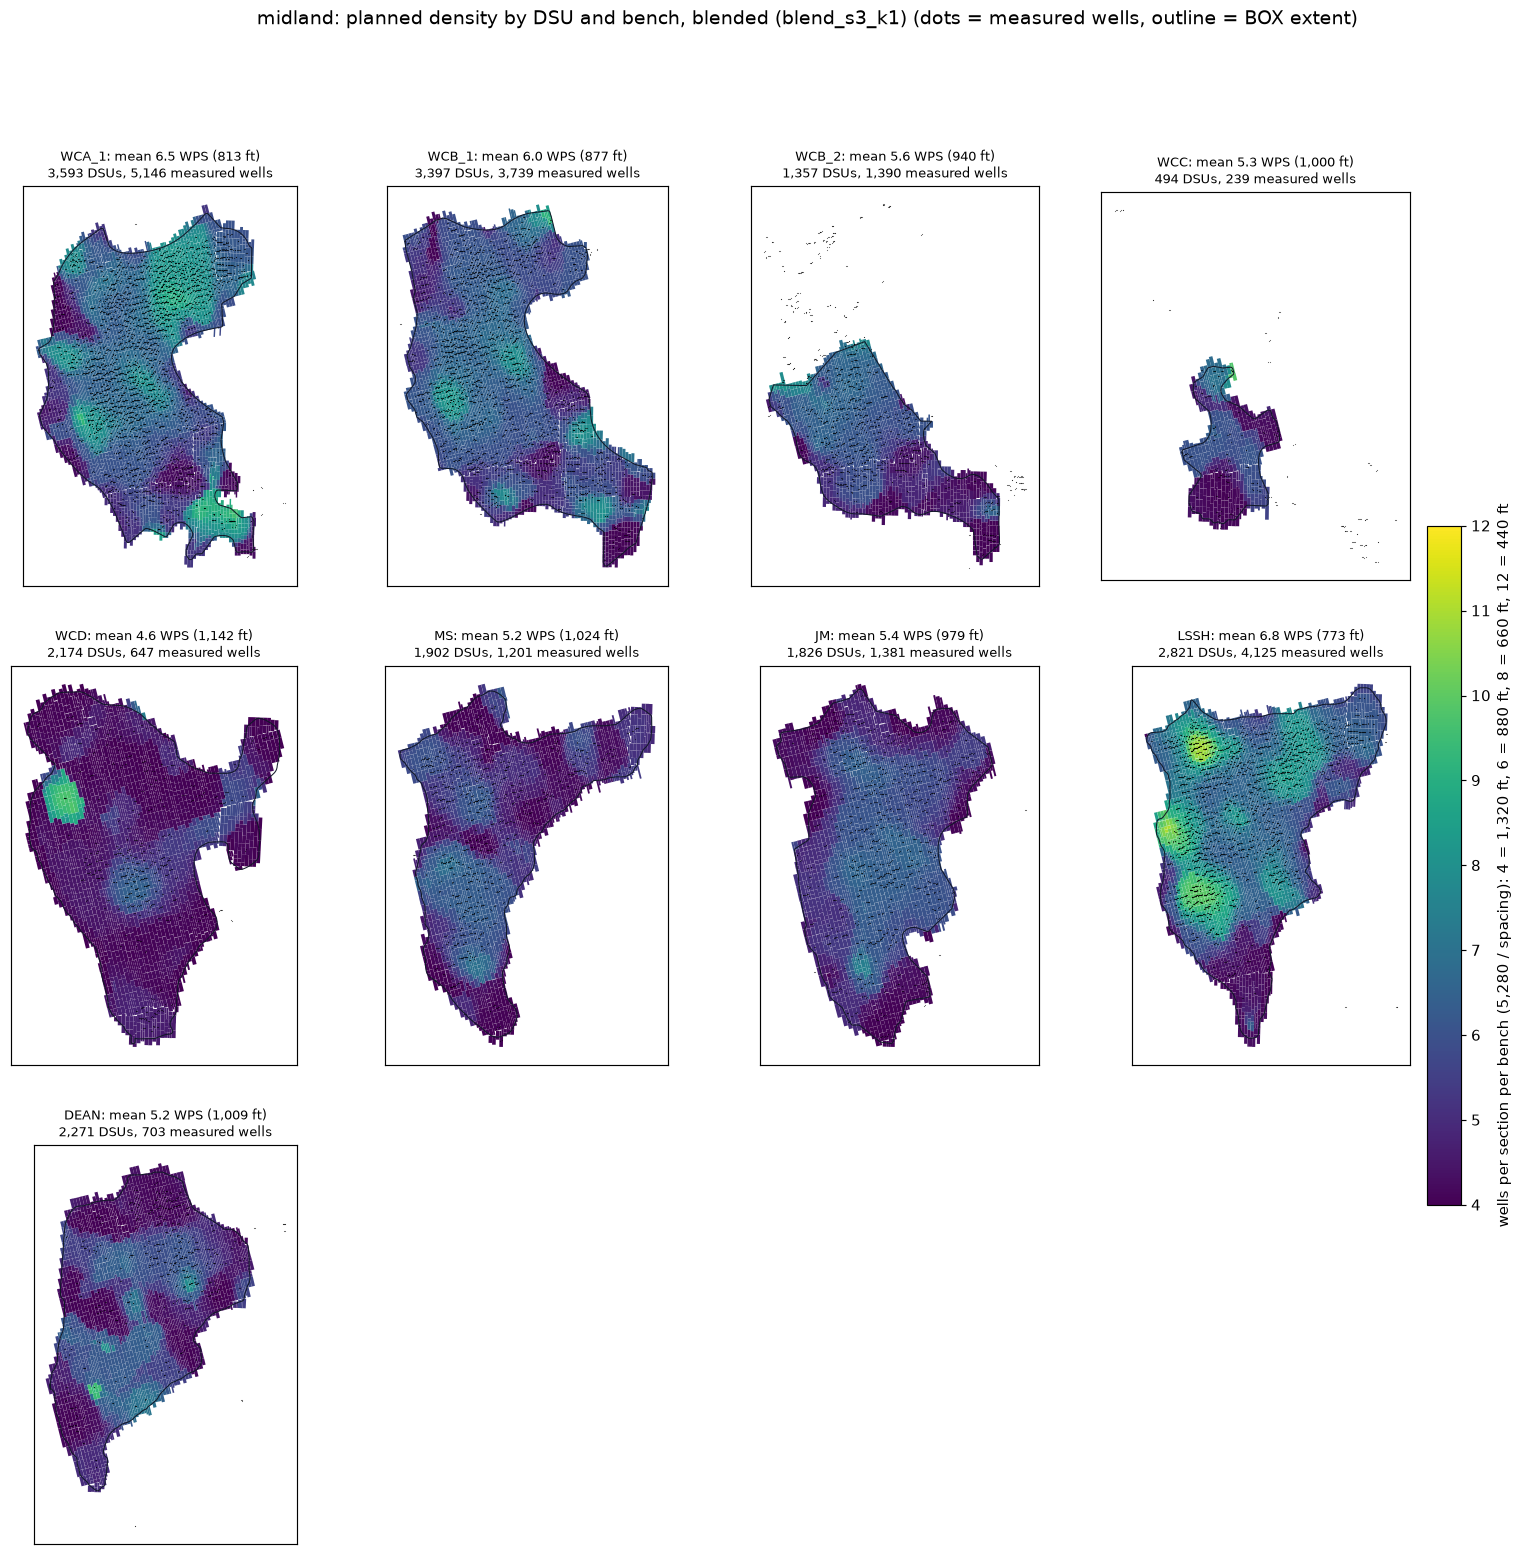 midland: planned density by DSU and bench, blended (blend_s3_k1) (dots = measured wells, outline = BOX extent)
WCA_1: mean 6.5 WPS (813 ft)
3,593 DSUs, 5,146 measured wells
WCB_1: mean 6.0 WPS (877 ft)
3,397 DSUs, 3,739 measured wells
WCB_2: mean 5.6 WPS (940 ft)
1,357 DSUs, 1,390 measured wells
WCC: mean 5.3 WPS (1,000 ft)
494 DSUs, 239 measured wells
WCD: mean 4.6 WPS (1,142 ft)
2,174 DSUs, 647 measured wells
MS: mean 5.2 WPS (1,024 ft)
1,902 DSUs, 1,201 measured wells
JM: mean 5.4 WPS (979 ft)
1,826 DSUs, 1,381 measured wells
LSSH: mean 6.8 WPS (773 ft)
2,821 DSUs, 4,125 measured wells
DEAN: mean 5.2 WPS (1,009 ft)
2,271 DSUs, 703 measured wells
12
11
10
9
8
7
6
5
4
wells per section per bench (5,280 / spacing): 4 = 1,320 ft, 6 = 880 ft, 8 = 660 ft, 12 = 440 ft